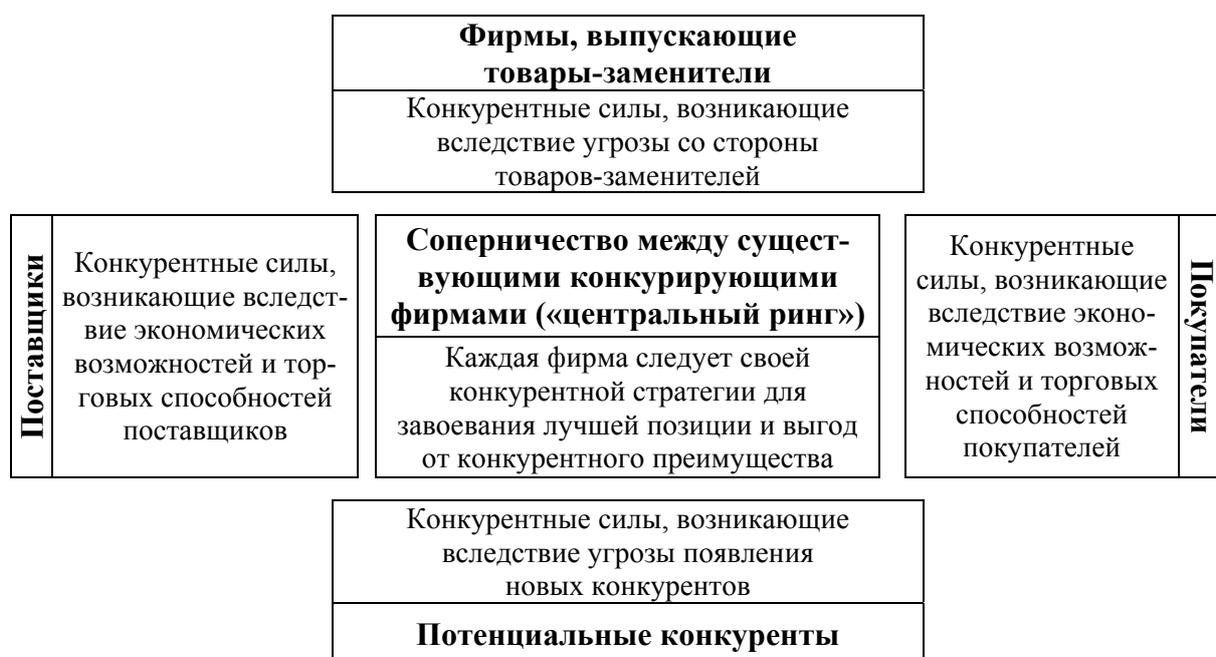 Фирмы, выпускающие
товары-заменители
Конкурентные силы, возникающие
вследствие угрозы со стороны
товаров-заменителей
Поставщики
Конкурентные силы,
возникающие вследст-
вие экономических
возможностей и тор-
говых способностей
поставщиков
Соперничество между сущест-
вующими конкурирующими
фирмами («центральный ринг»)
Каждая фирма следует своей
конкурентной стратегии для
завоевания лучшей позиции и выгод
от конкурентного преимущества
Конкурентные
силы, возникающие
вследствие эконо-
мических возмож-
ностей и торговых
способностей
покупателей
Покупатели
Конкурентные силы, возникающие
вследствие угрозы появления
новых конкурентов
Потенциальные конкуренты